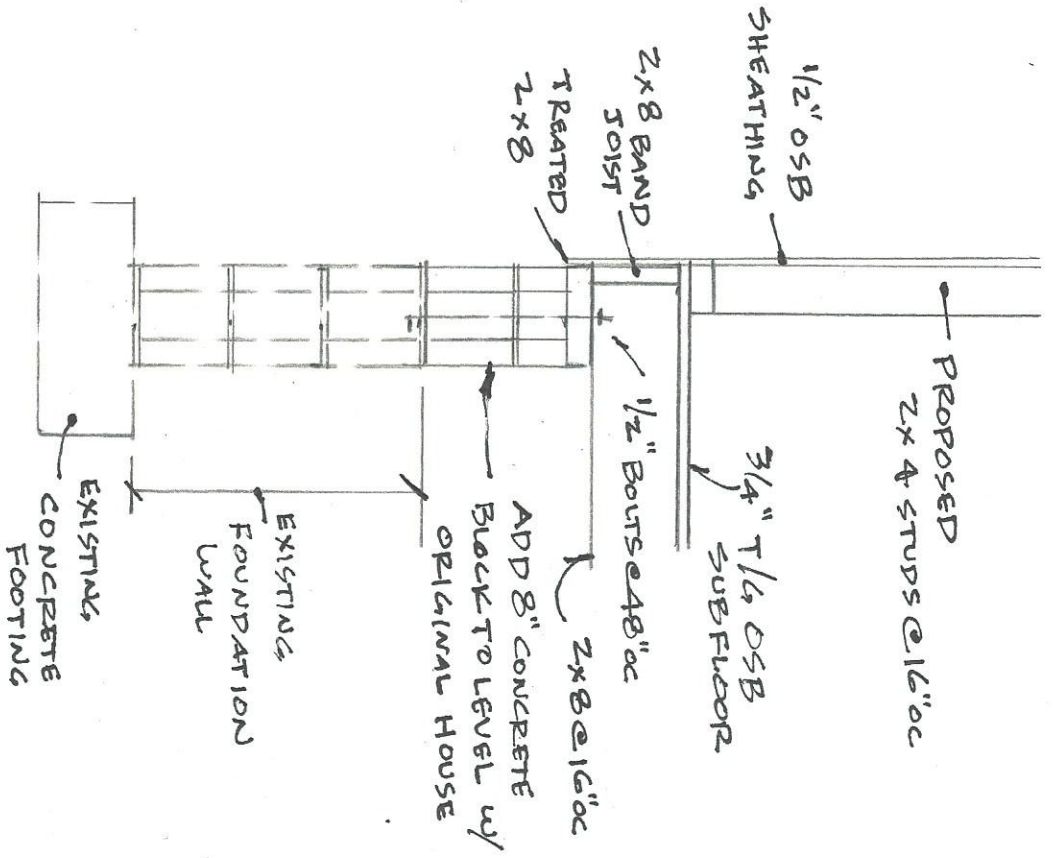 1/2" OSB
SHEATHING
2x8 BAND
JOIST
TREATED
2x8
PROPOSED
2x4 STUDS @ 16"OC
3/4" T/G OSB
SUBFLOOR
1/2" BOLTS @ 48"OC
2x8 @ 16"OC
ADD 8" CONCRETE
BLOCK TO LEVEL W/
ORIGINAL HOUSE
EXISTING
FOUNDATION
WALL
EXISTING
CONCRETE
FOOTING